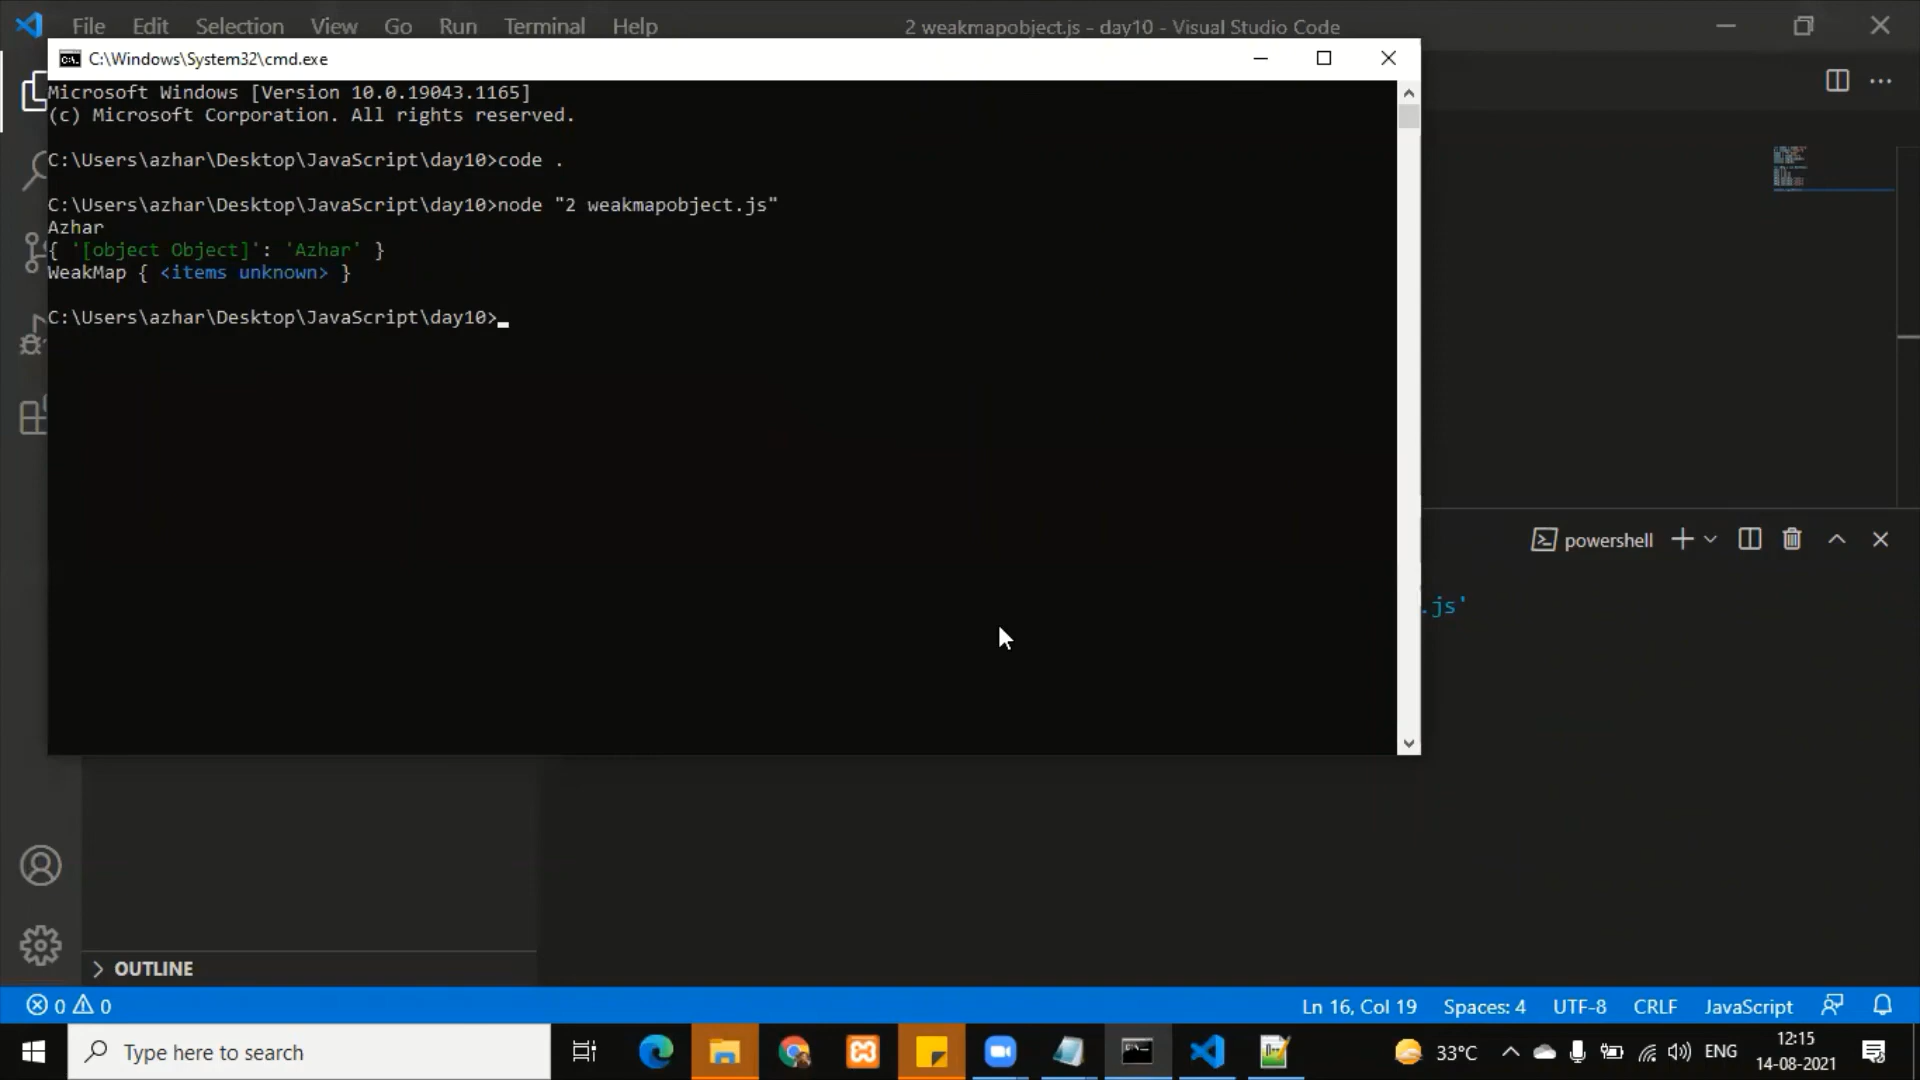 File Edit Selection View Go Run Terminal Help
2 weakmapobject.js - day10 - Visual Studio Code
C:\Windows\System32\cmd.exe
Microsoft Windows [Version 10.0.19043.1165]
(c) Microsoft Corporation. All rights reserved.
C:\Users\azhar\Desktop\JavaScript\day10>code .
C:\Users\azhar\Desktop\JavaScript\day10>node "2 weakmapobject.js"
Azhar
{ '[object Object]': 'Azhar' }
WeakMap { <items unknown> }
C:\Users\azhar\Desktop\JavaScript\day10>
powershell
.js'
OUTLINE
0 0
Ln 16, Col 19 Spaces: 4 UTF-8 CRLF JavaScript
Type here to search
33°C ENG
12:15
14-08-2021